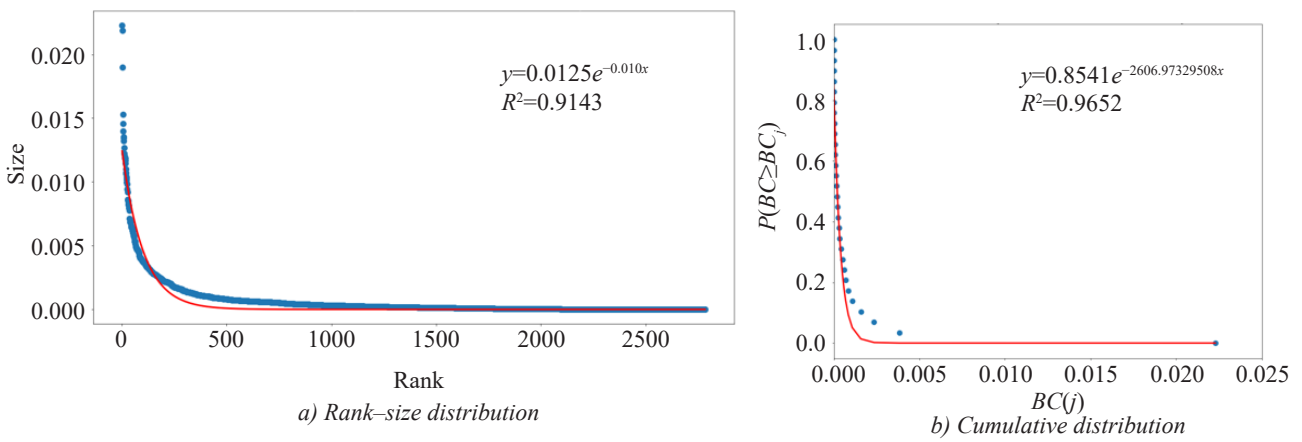 0.020
0.015
0.010
0.005
0.000
Size
y=0.0125e^{−0.010x}
R²=0.9143
0 500 1000 1500 2000 2500
Rank
a) Rank–size distribution
1.0
0.8
0.6
0.4
0.2
0.0
P(BC≥BC_j)
y=0.8541e^{−2606.97329508x}
R²=0.9652
0.000 0.005 0.010 0.015 0.020 0.025
BC(j)
b) Cumulative distribution